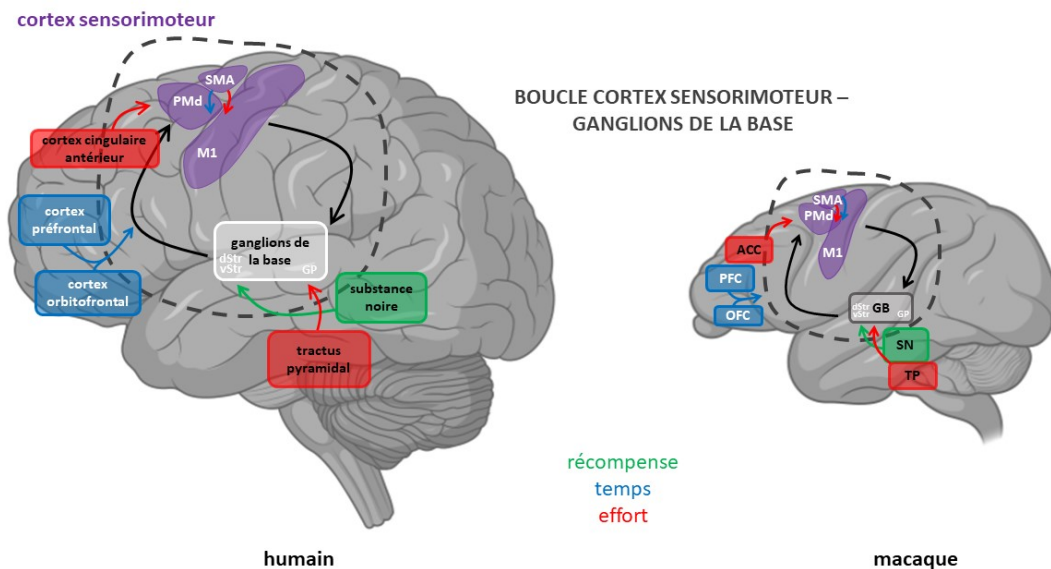 cortex sensorimoteur
SMA
PMd
M1
cortex cingulaire
antérieur
cortex
préfrontal
cortex
orbitofrontal
ganglions de
la base
dStr
vStr
GP
substance
noire
tractus
pyramidal
humain
BOUCLE CORTEX SENSORIMOTEUR –
GANGLIONS DE LA BASE
récompense
temps
effort
SMA
PMd
M1
ACC
PFC
OFC
dStr
vStr
GB
GP
SN
TP
macaque